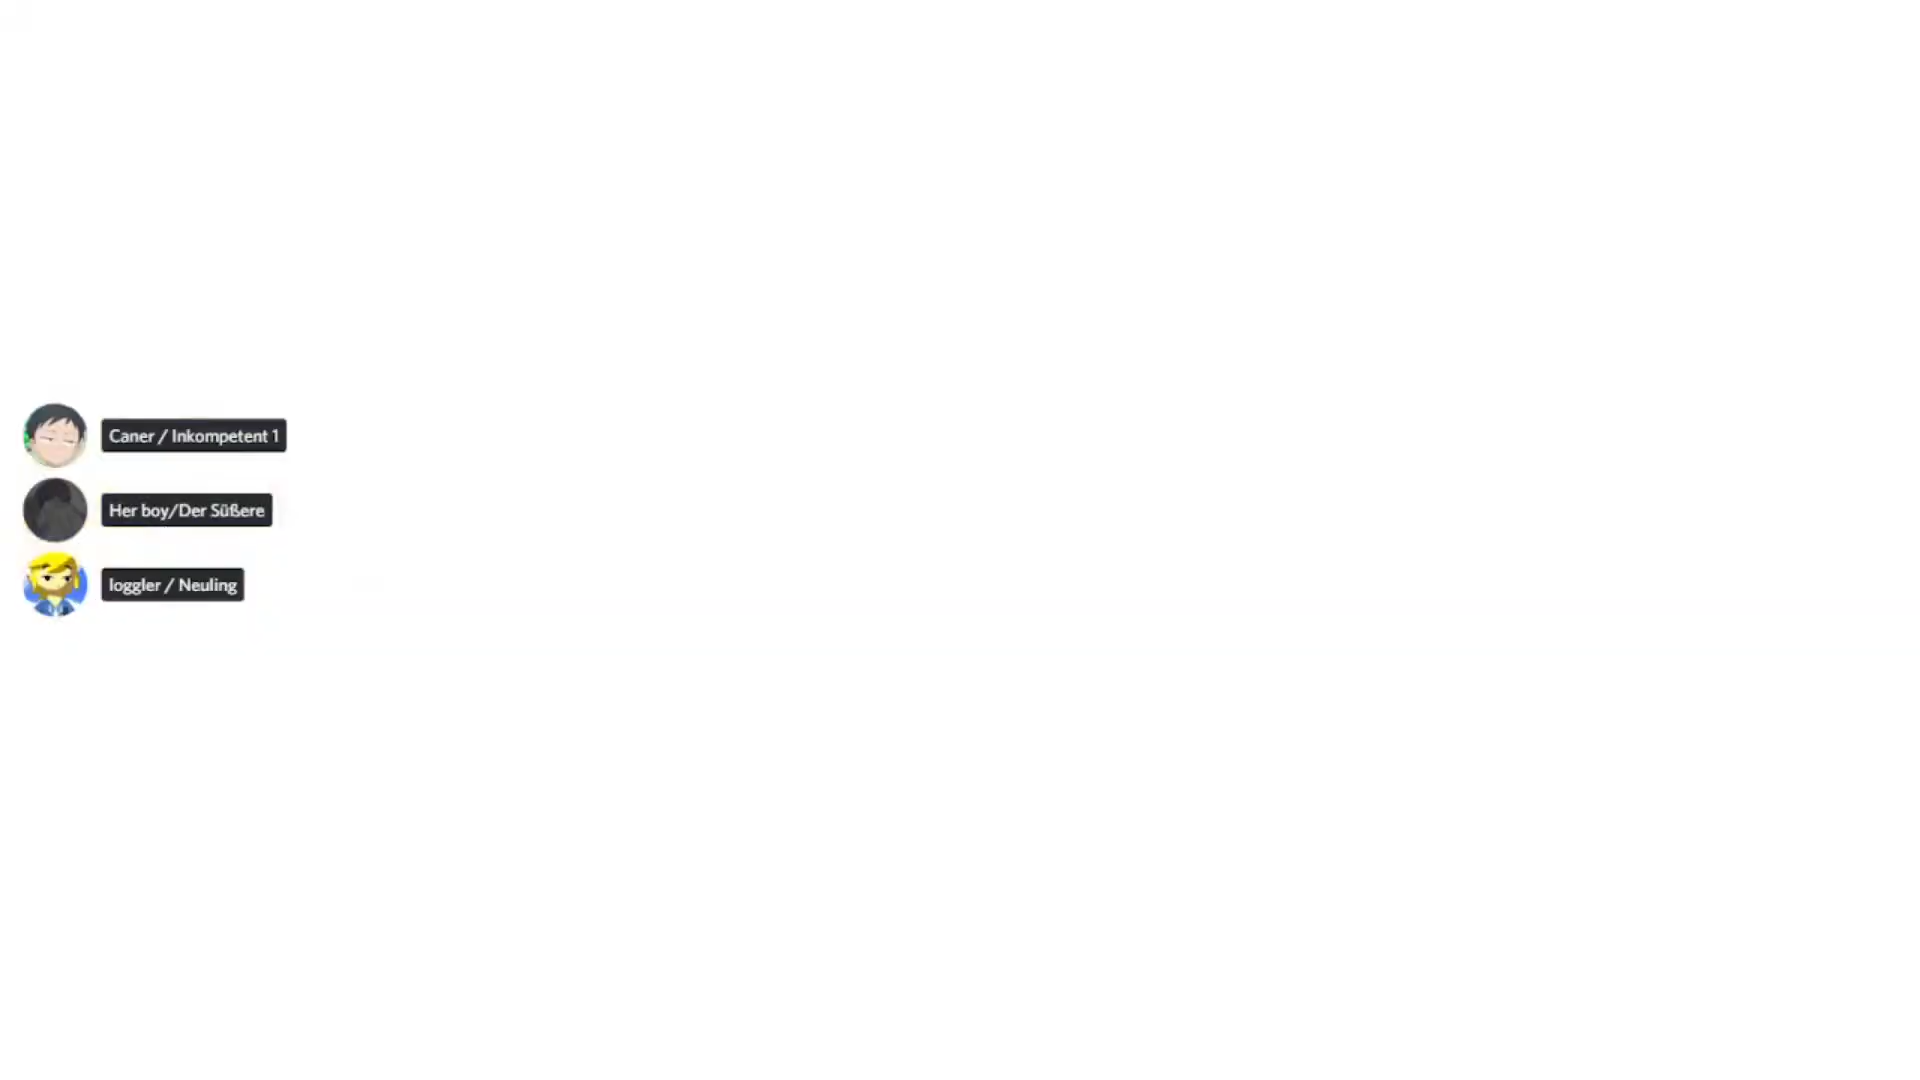 Caner / Inkompetent 1
Her boy/Der Süßere
loggler / Neuling